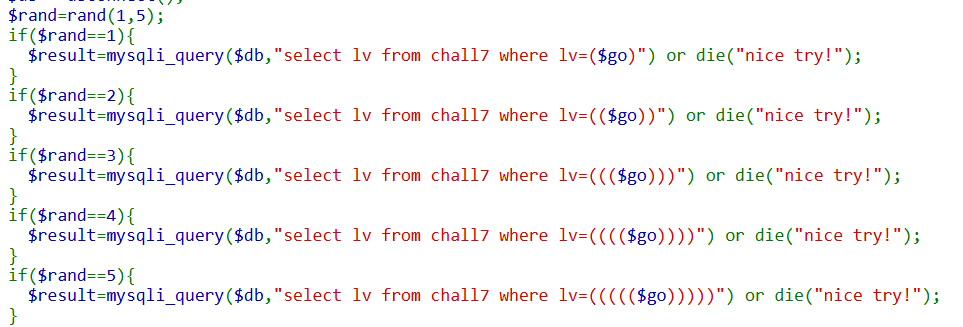 $rand=rand(1,5);
if($rand==1){
  $result=mysqli_query($db,"select lv from chall7 where lv=($go)") or die("nice try!");
}
if($rand==2){
  $result=mysqli_query($db,"select lv from chall7 where lv=(($go))") or die("nice try!");
}
if($rand==3){
  $result=mysqli_query($db,"select lv from chall7 where lv=((($go)))") or die("nice try!");
}
if($rand==4){
  $result=mysqli_query($db,"select lv from chall7 where lv=(((($go))))") or die("nice try!");
}
if($rand==5){
  $result=mysqli_query($db,"select lv from chall7 where lv=((((($go)))))") or die("nice try!");
}